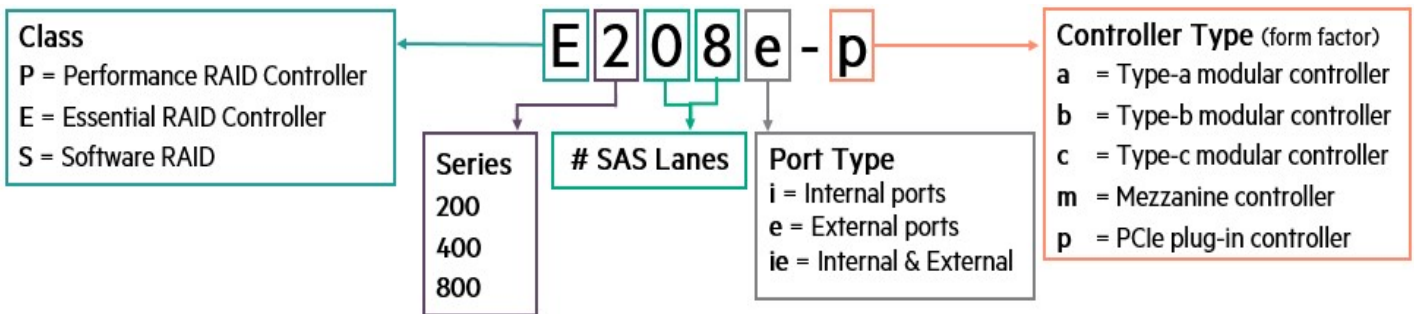 E208e-p
Class
P = Performance RAID Controller
E = Essential RAID Controller
S = Software RAID
Series
200
400
800
# SAS Lanes
Port Type
i = Internal ports
e = External ports
ie = Internal & External
Controller Type (form factor)
a = Type-a modular controller
b = Type-b modular controller
c = Type-c modular controller
m = Mezzanine controller
p = PCIe plug-in controller